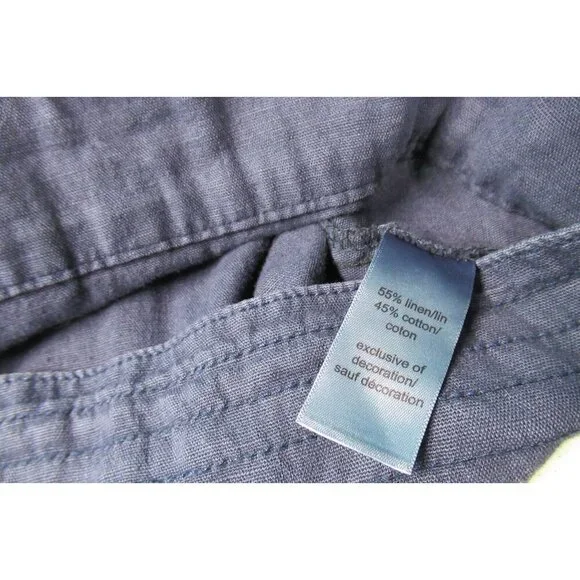 55% linen/lin
45% cotton/
coton
exclusive of
decoration/
sauf décoration